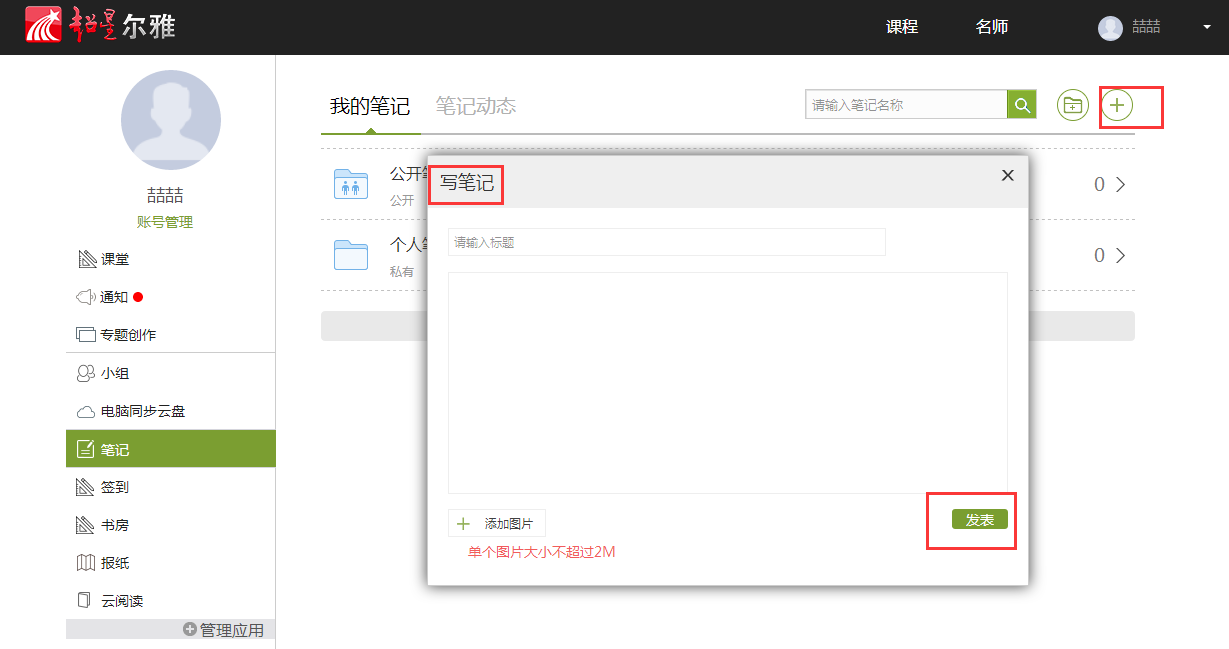 超星尔雅
课程
名师
喆喆
喆喆
账号管理
课堂
通知
专题创作
小组
电脑同步云盘
笔记
签到
书房
报纸
云阅读
管理应用
我的笔记
笔记动态
请输入笔记名称
公开笔
公开
0
个人笔
私有
0
写笔记
请输入标题
添加图片
单个图片大小不超过2M
发表